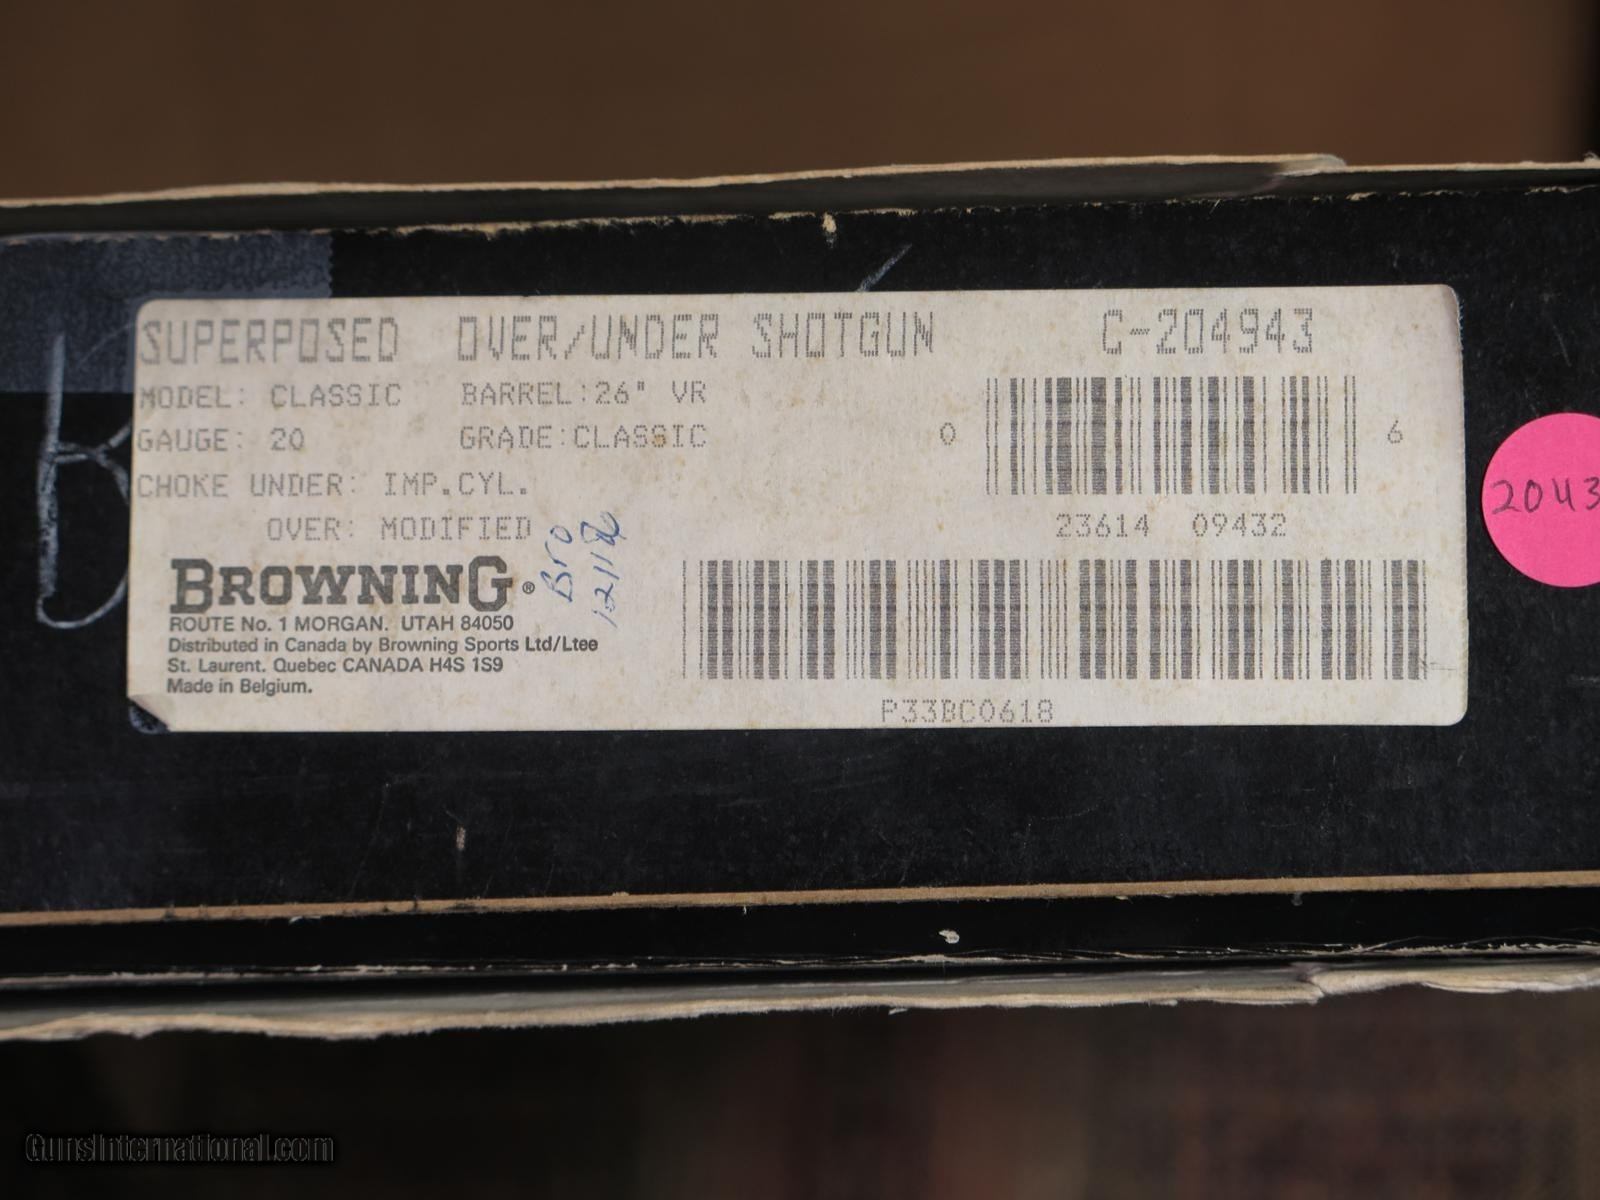 SUPERPOSED OVER/UNDER SHOTGUN C-204943
MODEL: CLASSIC BARREL:26" VR
GAUGE: 20 GRADE:CLASSIC
0 6
CHOKE UNDER: IMP.CYL.
OVER: MODIFIED
23614 09432
BROWNING®
Bro
ROUTE No. 1 MORGAN. UTAH 84050
Distributed in Canada by Browning Sports Ltd/Ltee
St. Laurent. Quebec CANADA H4S 1S9
Made in Belgium.
P33BC0618
2043
B
GunsInternational.com